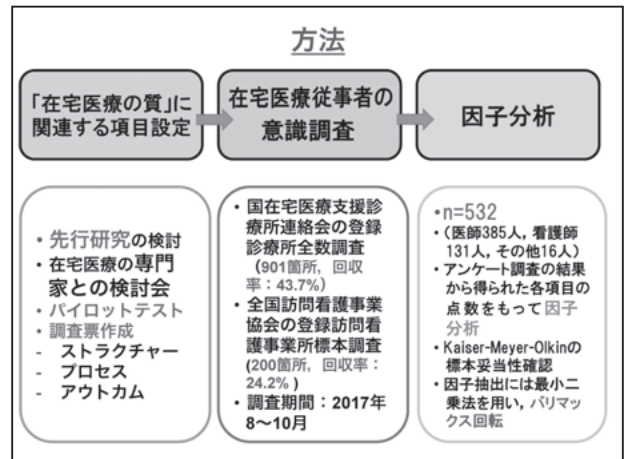 方法
「在宅医療の質」に
関連する項目設定
在宅医療従事者の
意識調査
因子分析
・先行研究の検討
・在宅医療の専門
家との検討会
・パイロットテスト
・調査票作成
- ストラクチャー
- プロセス
- アウトカム
・国在宅医療支援診
療所連絡会の登録
診療所全数調査
(901箇所，回収
率：43.7%)
・全国訪問看護事業
協会の登録訪問看
護事業所標本調査
(200箇所，回収率：
24.2% )
・調査期間：2017年
8～10月
・n=532
・(医師385人，看護師
131人，その他16人)
・アンケート調査の結果
から得られた各項目の
点数をもって因子
分析
・Kaiser-Meyer-Olkinの
標本妥当性確認
・因子抽出には最小二
乗法を用い，バリマッ
クス回転